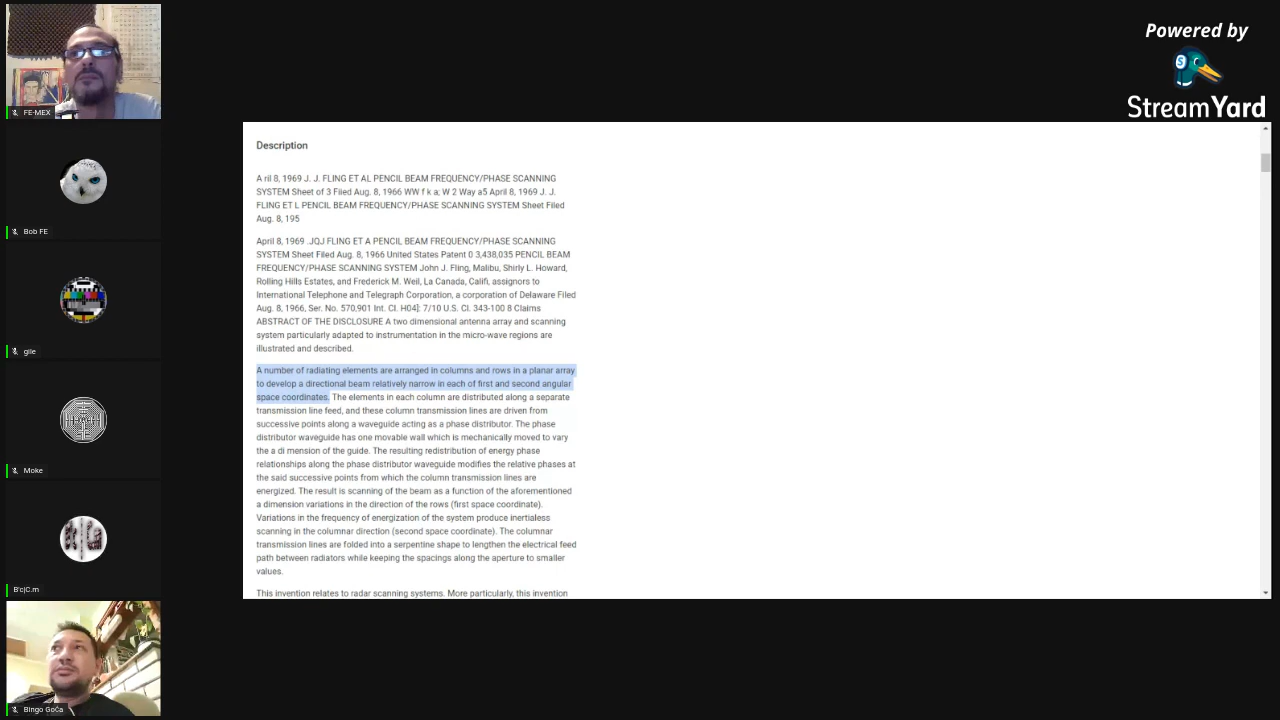 Powered by
StreamYard
FE-MEX
Bob FE
gile
Moke
B'c|C.m
Bingo Goča
Description
A ril 8, 1969 J. J. FLING ET AL PENCIL BEAM FREQUENCY/PHASE SCANNING
SYSTEM Sheet of 3 Filed Aug. 8, 1966 WW f k a; W 2 Way a5 April 8, 1969 J. J.
FLING ET L PENCIL BEAM FREQUENCY/PHASE SCANNING SYSTEM Sheet Filed
Aug. 8, 195
April 8, 1969 .JQJ FLING ET A PENCIL BEAM FREQUENCY/PHASE SCANNING
SYSTEM Sheet Filed Aug. 8, 1966 United States Patent 0 3,438,035 PENCIL BEAM
FREQUENCY/PHASE SCANNING SYSTEM John J. Fling, Malibu, Shirly L. Howard,
Rolling Hills Estates, and Frederick M. Weil, La Canada, Califi, assignors to
International Telephone and Telegraph Corporation, a corporation of Delaware Filed
Aug. 8, 1966, Ser. No. 570,901 Int. Cl. H04]: 7/10 U.S. Cl. 343-100 8 Claims
ABSTRACT OF THE DISCLOSURE A two dimensional antenna array and scanning
system particularly adapted to instrumentation in the micro-wave regions are
illustrated and described.
A number of radiating elements are arranged in columns and rows in a planar array
to develop a directional beam relatively narrow in each of first and second angular
space coordinates. The elements in each column are distributed along a separate
transmission line feed, and these column transmission lines are driven from
successive points along a waveguide acting as a phase distributor. The phase
distributor waveguide has one movable wall which is mechanically moved to vary
the a di mension of the guide. The resulting redistribution of energy phase
relationships along the phase distributor waveguide modifies the relative phases at
the said successive points from which the column transmission lines are
energized. The result is scanning of the beam as a function of the aforementioned
a dimension variations in the direction of the rows (first space coordinate).
Variations in the frequency of energization of the system produce inertialess
scanning in the columnar direction (second space coordinate). The columnar
transmission lines are folded into a serpentine shape to lengthen the electrical feed
path between radiators while keeping the spacings along the aperture to smaller
values.
This invention relates to radar scanning systems. More particularly, this invention